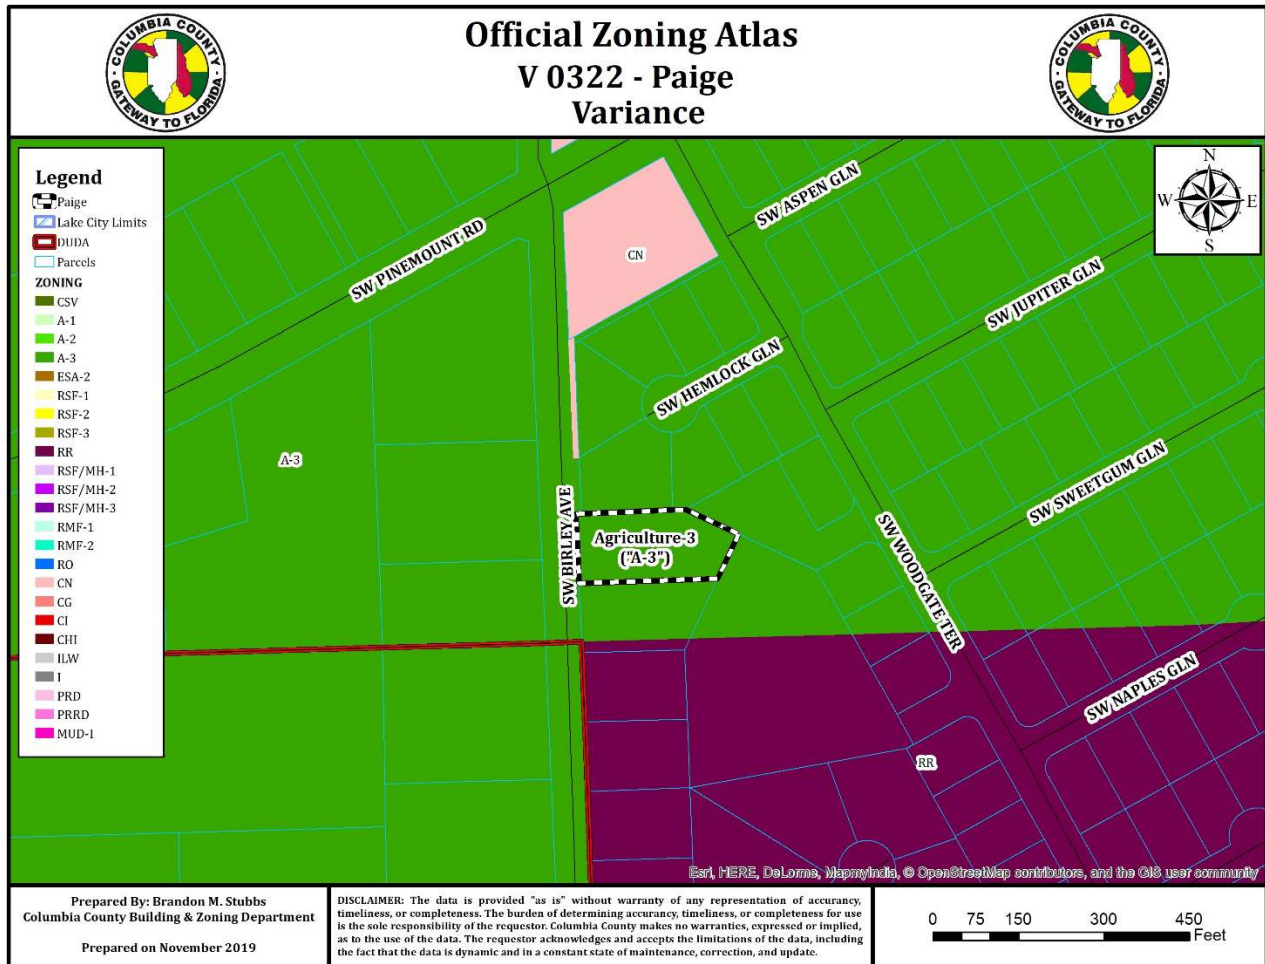 Official Zoning Atlas
V 0322 - Paige
Variance
COLUMBIA COUNTY
GATEWAY TO FLORIDA
COLUMBIA COUNTY
GATEWAY TO FLORIDA
Legend
Paige
Lake City Limits
DUDA
Parcels
ZONING
CSV
A-1
A-2
A-3
ESA-2
RSF-1
RSF-2
RSF-3
RR
RSF/MH-1
RSF/MH-2
RSF/MH-3
RMF-1
RMF-2
RO
CN
CG
CI
CHI
ILW
I
PRD
PRRD
MUD-I
N
W E
S
SW PINEMOUNT RD
CN
SW ASPEN GLN
SW JUPITER GLN
SW HEMLOCK GLN
A-3
SW SWEETGUM GLN
SW BIRLEY AVE
Agriculture-3
("A-3")
SW WOODGATE TER
SW NAPLES GLN
RR
Esri, HERE, DeLorme, MapmyIndia, © OpenStreetMap contributors, and the GIS user community
Prepared By: Brandon M. Stubbs
Columbia County Building & Zoning Department
Prepared on November 2019
DISCLAIMER: The data is provided "as is" without warranty of any representation of accuracy,
timeliness, or completeness. The burden of determining accuracy, timeliness, or completeness for use
is the sole responsibility of the requestor. Columbia County makes no warranties, expressed or implied,
as to the use of the data. The requestor acknowledges and accepts the limitations of the data, including
the fact that the data is dynamic and in a constant state of maintenance, correction, and update.
0 75 150 300 450
Feet